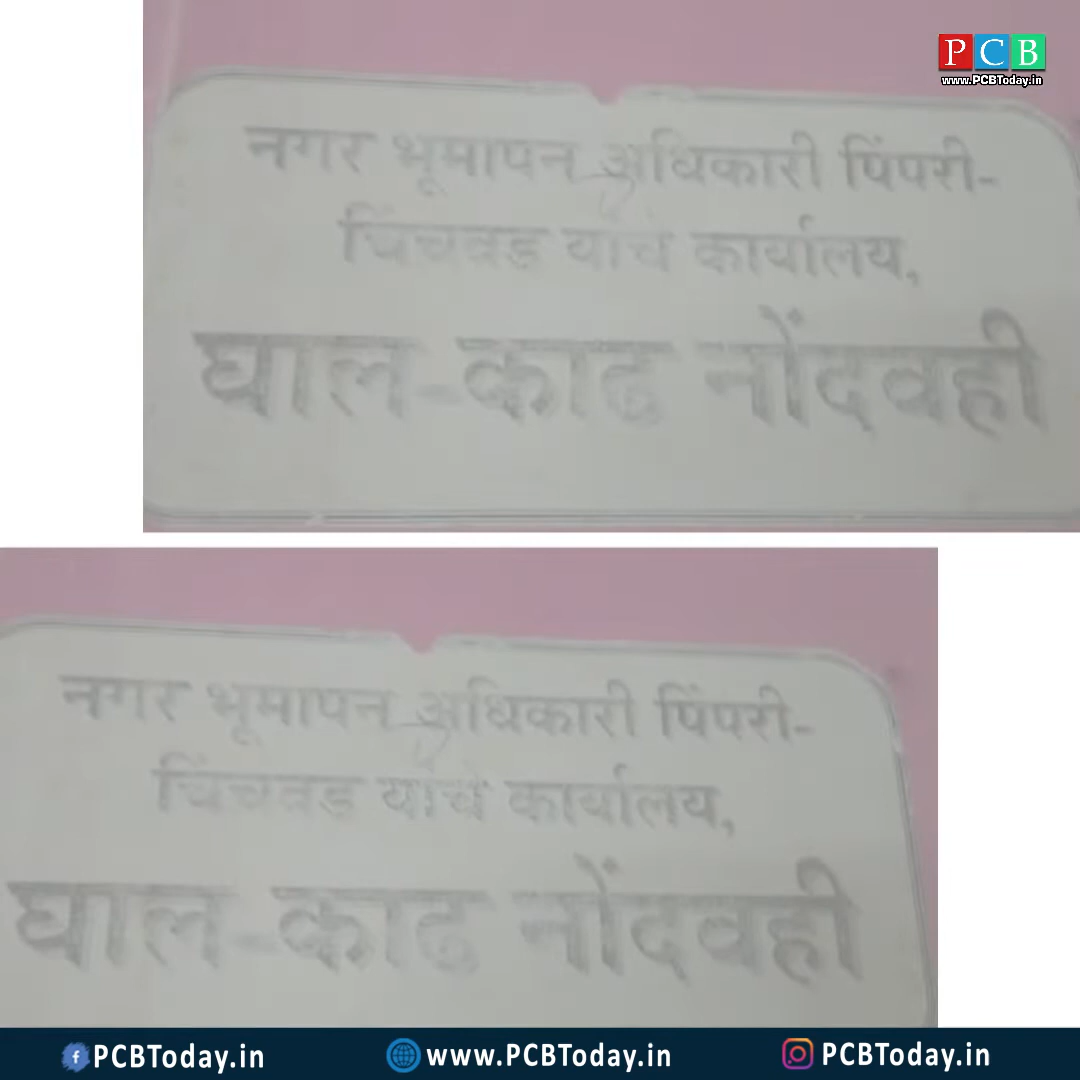 PCB
www.PCBToday.in
नगर भूमापन अधिकारी पिंपरी-
चिंचवड यांचे कार्यालय,
घाल-काढ नोंदवही
नगर भूमापन अधिकारी पिंपरी-
चिंचवड यांचे कार्यालय,
घाल-काढ नोंदवही
PCBToday.in www.PCBToday.in PCBToday.in